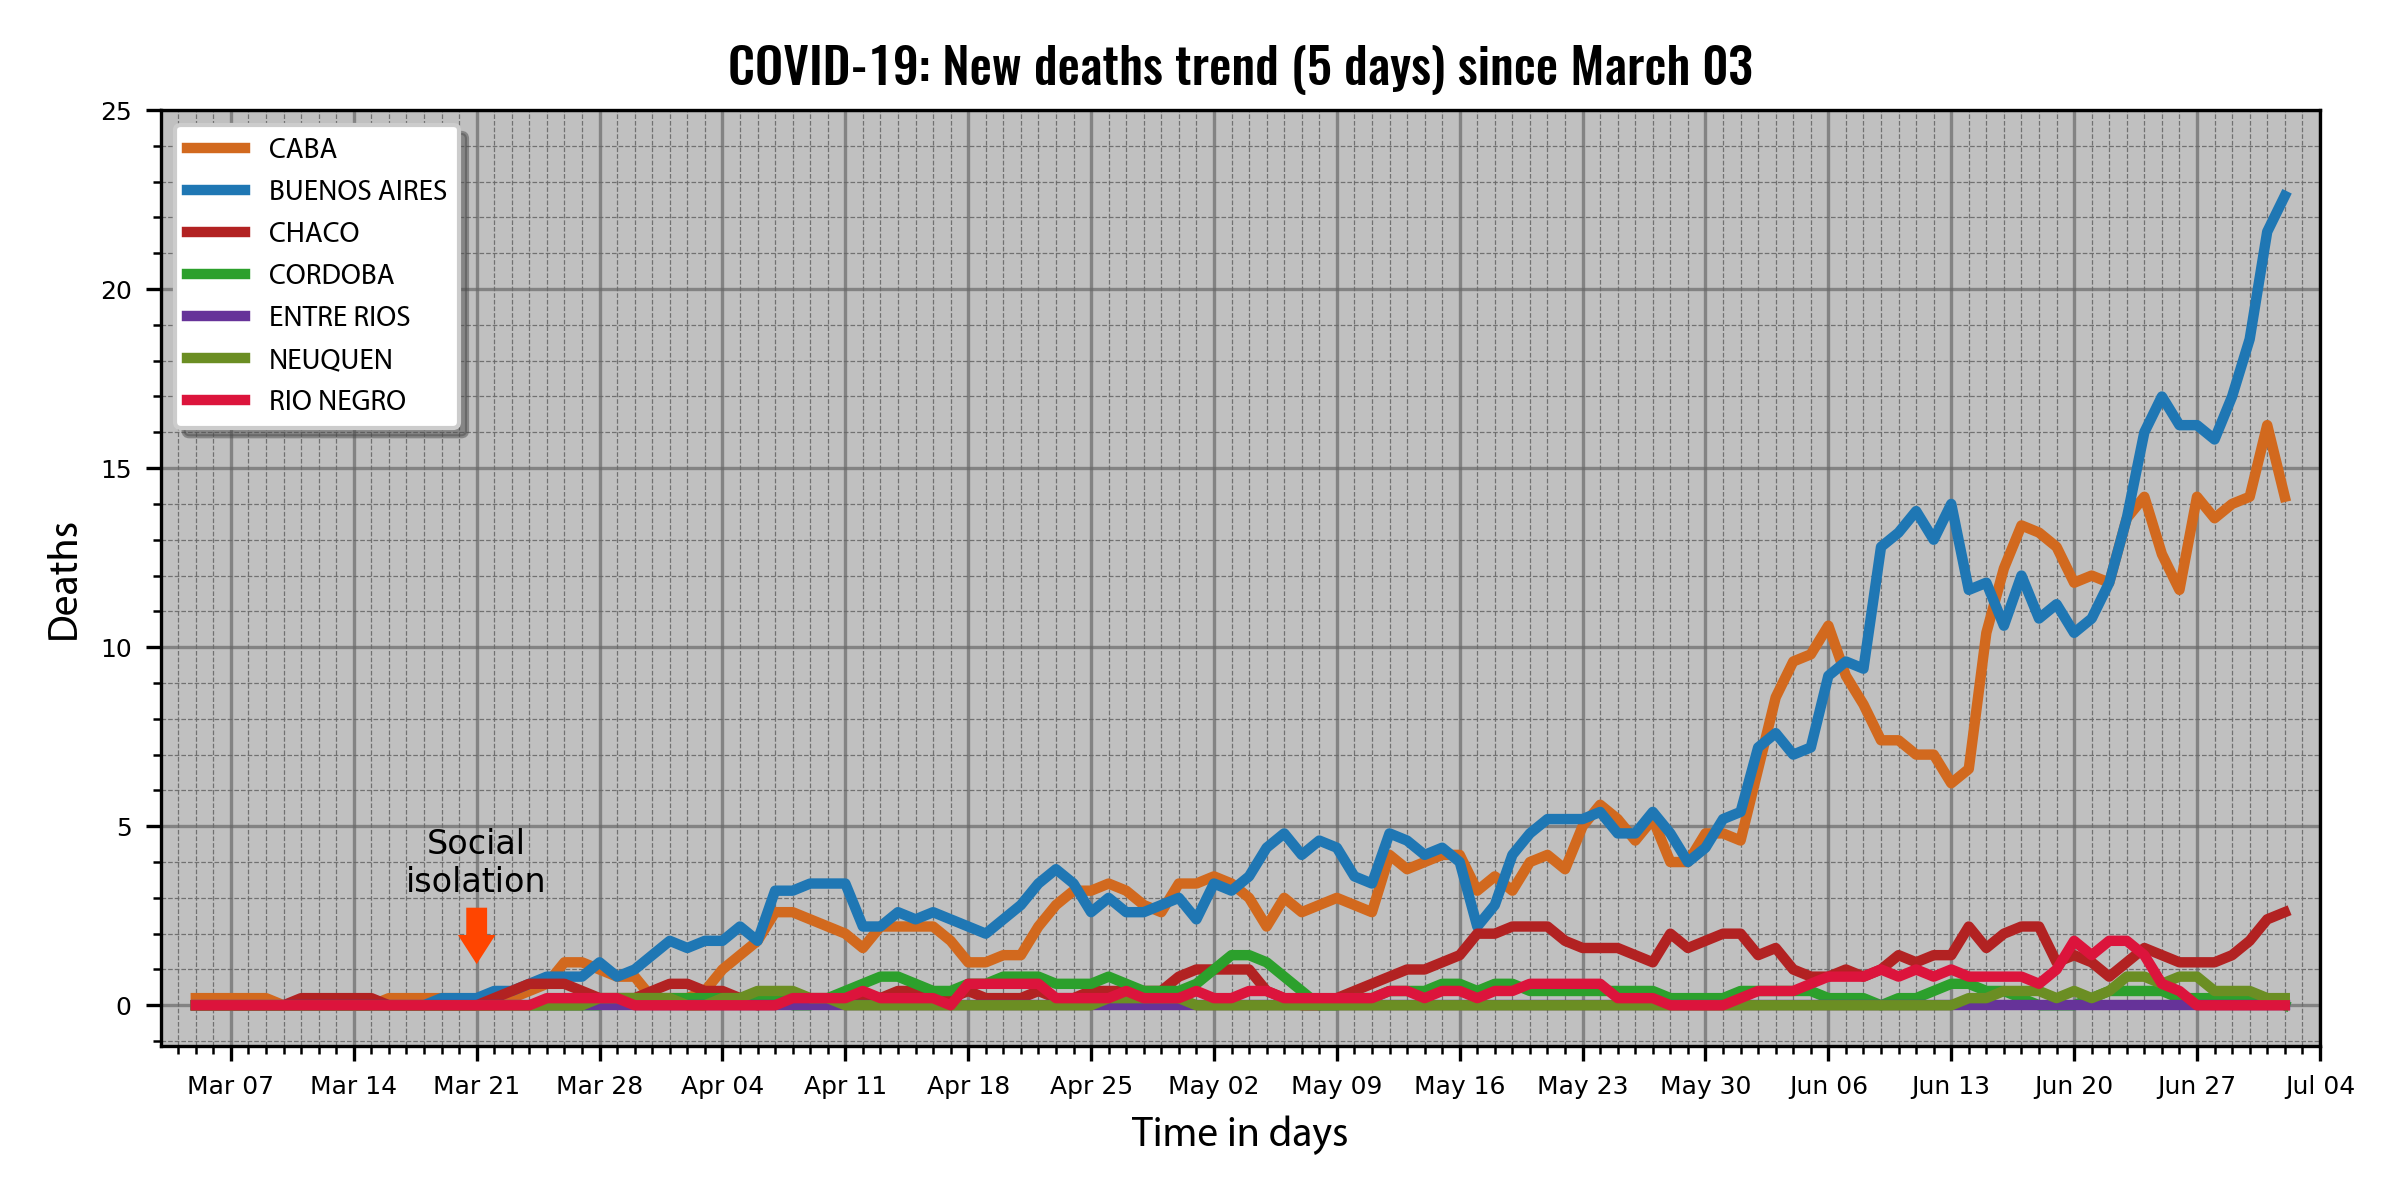 COVID-19: New deaths trend (5 days) since March 03
25
20
15
10
5
0
Deaths
CABA
BUENOS AIRES
CHACO
CORDOBA
ENTRE RIOS
NEUQUEN
RIO NEGRO
Social
isolation
Mar 07 Mar 14 Mar 21 Mar 28 Apr 04 Apr 11 Apr 18 Apr 25 May 02 May 09 May 16 May 23 May 30 Jun 06 Jun 13 Jun 20 Jun 27 Jul 04
Time in days